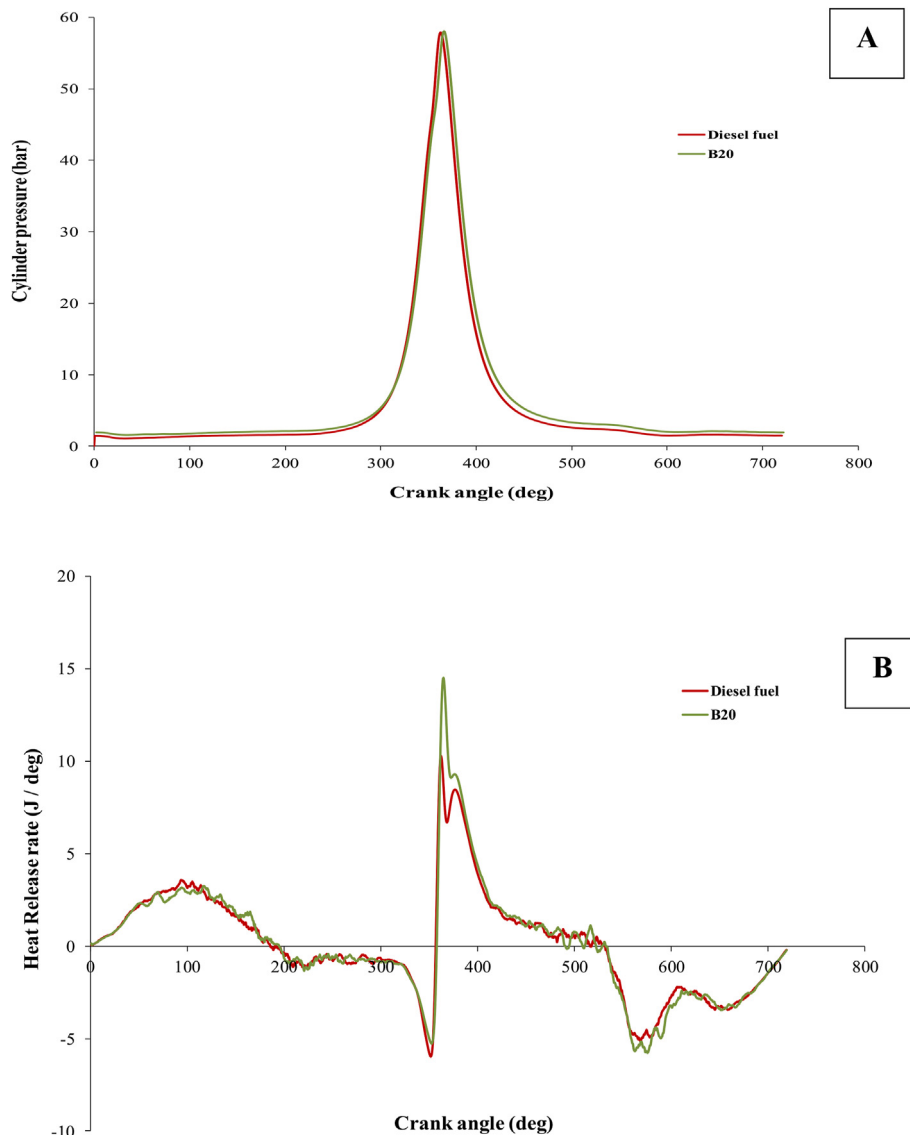 A
60
50
40
30
20
10
0
0 100 200 300 400 500 600 700 800
Cylinder pressure (bar)
Crank angle (deg)
Diesel fuel
B20
B
20
15
10
5
0
-5
-10
0 100 200 300 400 500 600 700 800
Heat Release rate (J / deg)
Crank angle (deg)
Diesel fuel
B20